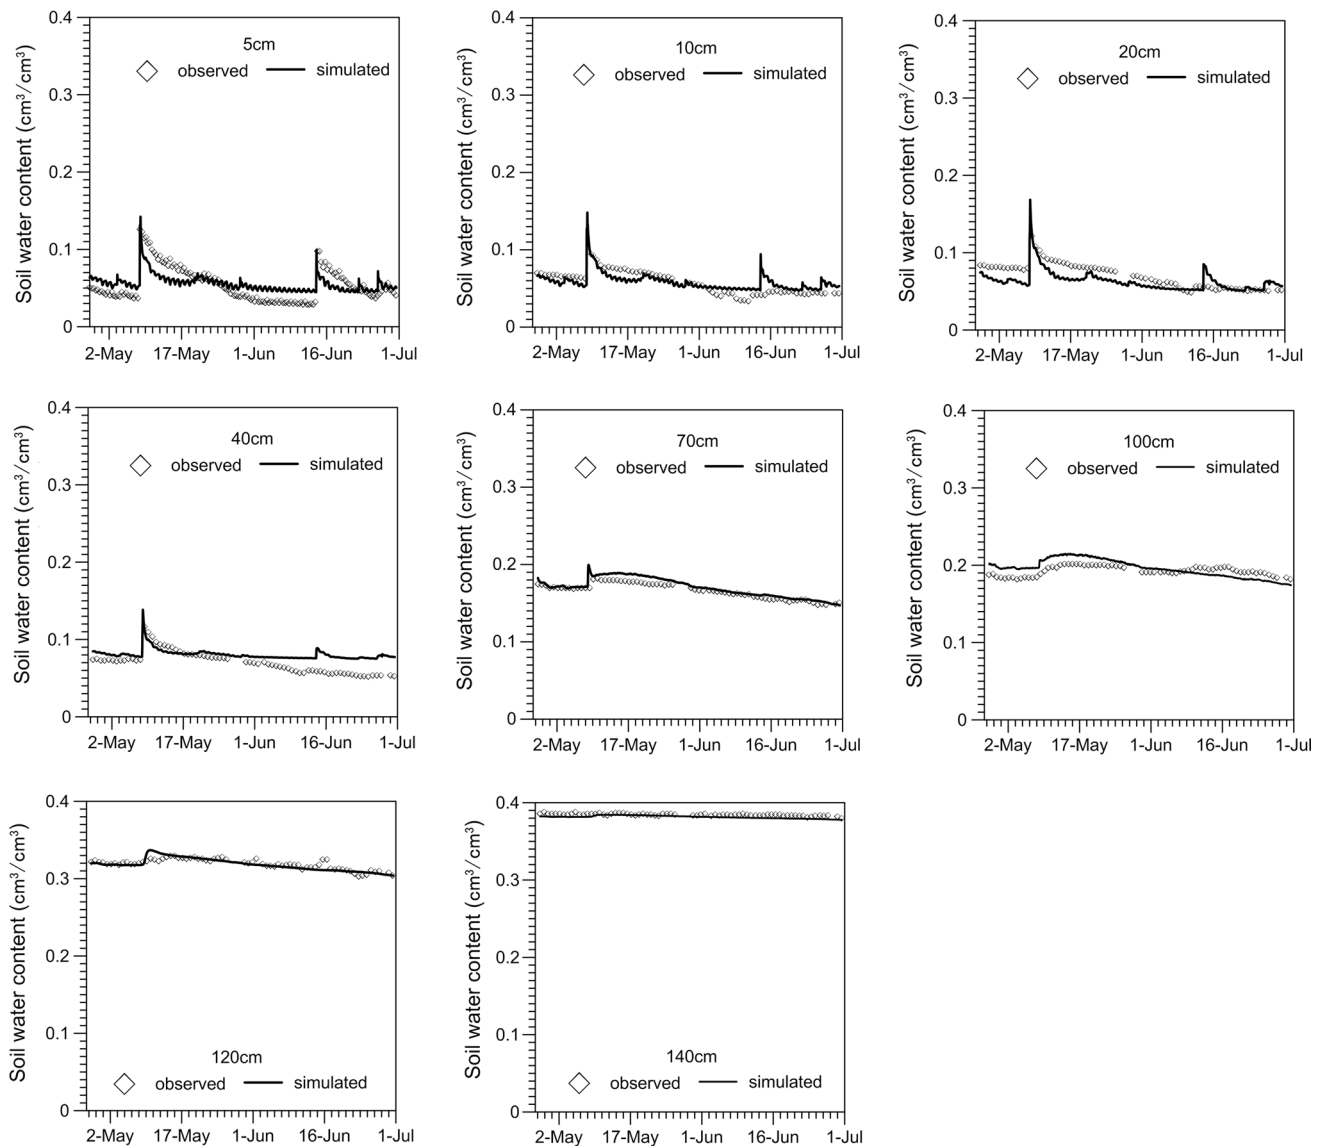 Soil water content (cm³/cm³)
0.4
0.3
0.2
0.1
0
5cm
observed simulated
2-May 17-May 1-Jun 16-Jun 1-Jul
Soil water content (cm³/cm³)
0.4
0.3
0.2
0.1
0
10cm
observed simulated
2-May 17-May 1-Jun 16-Jun 1-Jul
Soil water content (cm³/cm³)
0.4
0.3
0.2
0.1
0
20cm
observed simulated
2-May 17-May 1-Jun 16-Jun 1-Jul
Soil water content (cm³/cm³)
0.4
0.3
0.2
0.1
0
40cm
observed simulated
2-May 17-May 1-Jun 16-Jun 1-Jul
Soil water content (cm³/cm³)
0.4
0.3
0.2
0.1
0
70cm
observed simulated
2-May 17-May 1-Jun 16-Jun 1-Jul
Soil water content (cm³/cm³)
0.4
0.3
0.2
0.1
0
100cm
observed simulated
2-May 17-May 1-Jun 16-Jun 1-Jul
Soil water content (cm³/cm³)
0.4
0.3
0.2
0.1
0
120cm
observed simulated
2-May 17-May 1-Jun 16-Jun 1-Jul
Soil water content (cm³/cm³)
0.4
0.3
0.2
0.1
0
140cm
observed simulated
2-May 17-May 1-Jun 16-Jun 1-Jul